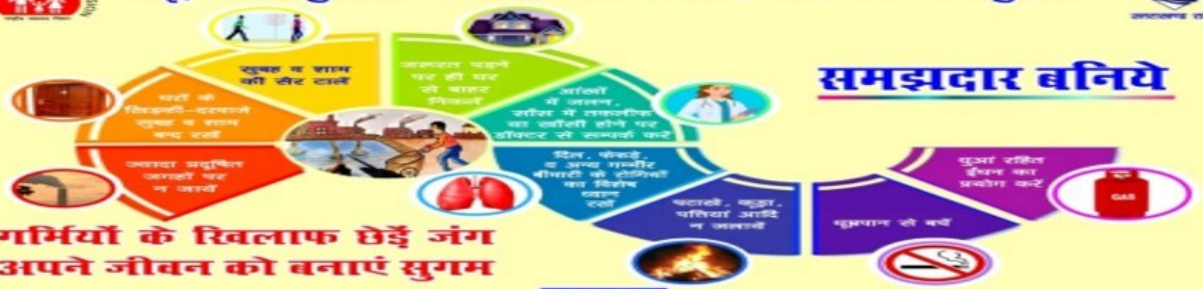 समझदार बनिये
सुबह व शाम
की सैर टालें
जरूरत पड़ने
पर ही घर
से बाहर
निकलें
घरों के
खिड़की-दरवाजे
सुबह व शाम
बन्द रखें
आंखों
में जलन,
साँस में तकलीफ
या खाँसी होने पर
डॉक्टर से सम्पर्क करें
ज्यादा प्रदूषित
जगहों पर
न जायें
दिल, फेफड़े,
व अन्य गम्भीर
बीमारी के रोगियों
का विशेष
ध्यान
रखें
पटाखे, कूड़ा,
पत्तियां आदि
न जलायें
धूम्रपान से बचें
धुआं रहित
ईंधन का
प्रयोग करें
GAS
गर्मियों के खिलाफ छेड़ें जंग
अपने जीवन को बनाएं सुगम